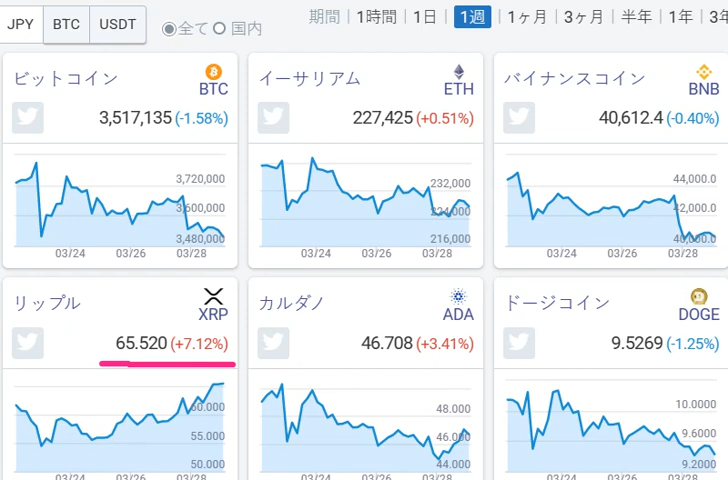 JPY BTC USDT 全て 国内 期間 1時間 1日 1週 1ヶ月 3ヶ月 半年 1年
ビットコイン BTC
3,517,135 (-1.58%)
3,720,000
3,600,000
3,480,000
03/24 03/26 03/28
イーサリアム ETH
227,425 (+0.51%)
232,000
224,000
216,000
03/24 03/26 03/28
バイナンスコイン BNB
40,612.4 (-0.40%)
44,000.0
42,000.0
40,000.0
03/24 03/26 03/28
リップル XRP
65.520 (+7.12%)
60.000
55.000
50.000
03/24 03/26 03/28
カルダノ ADA
46.708 (+3.41%)
48.000
46.000
44.000
03/24 03/26 03/28
ドージコイン DOGE
9.5269 (-1.25%)
10.0000
9.6000
9.2000
03/24 03/26 03/28